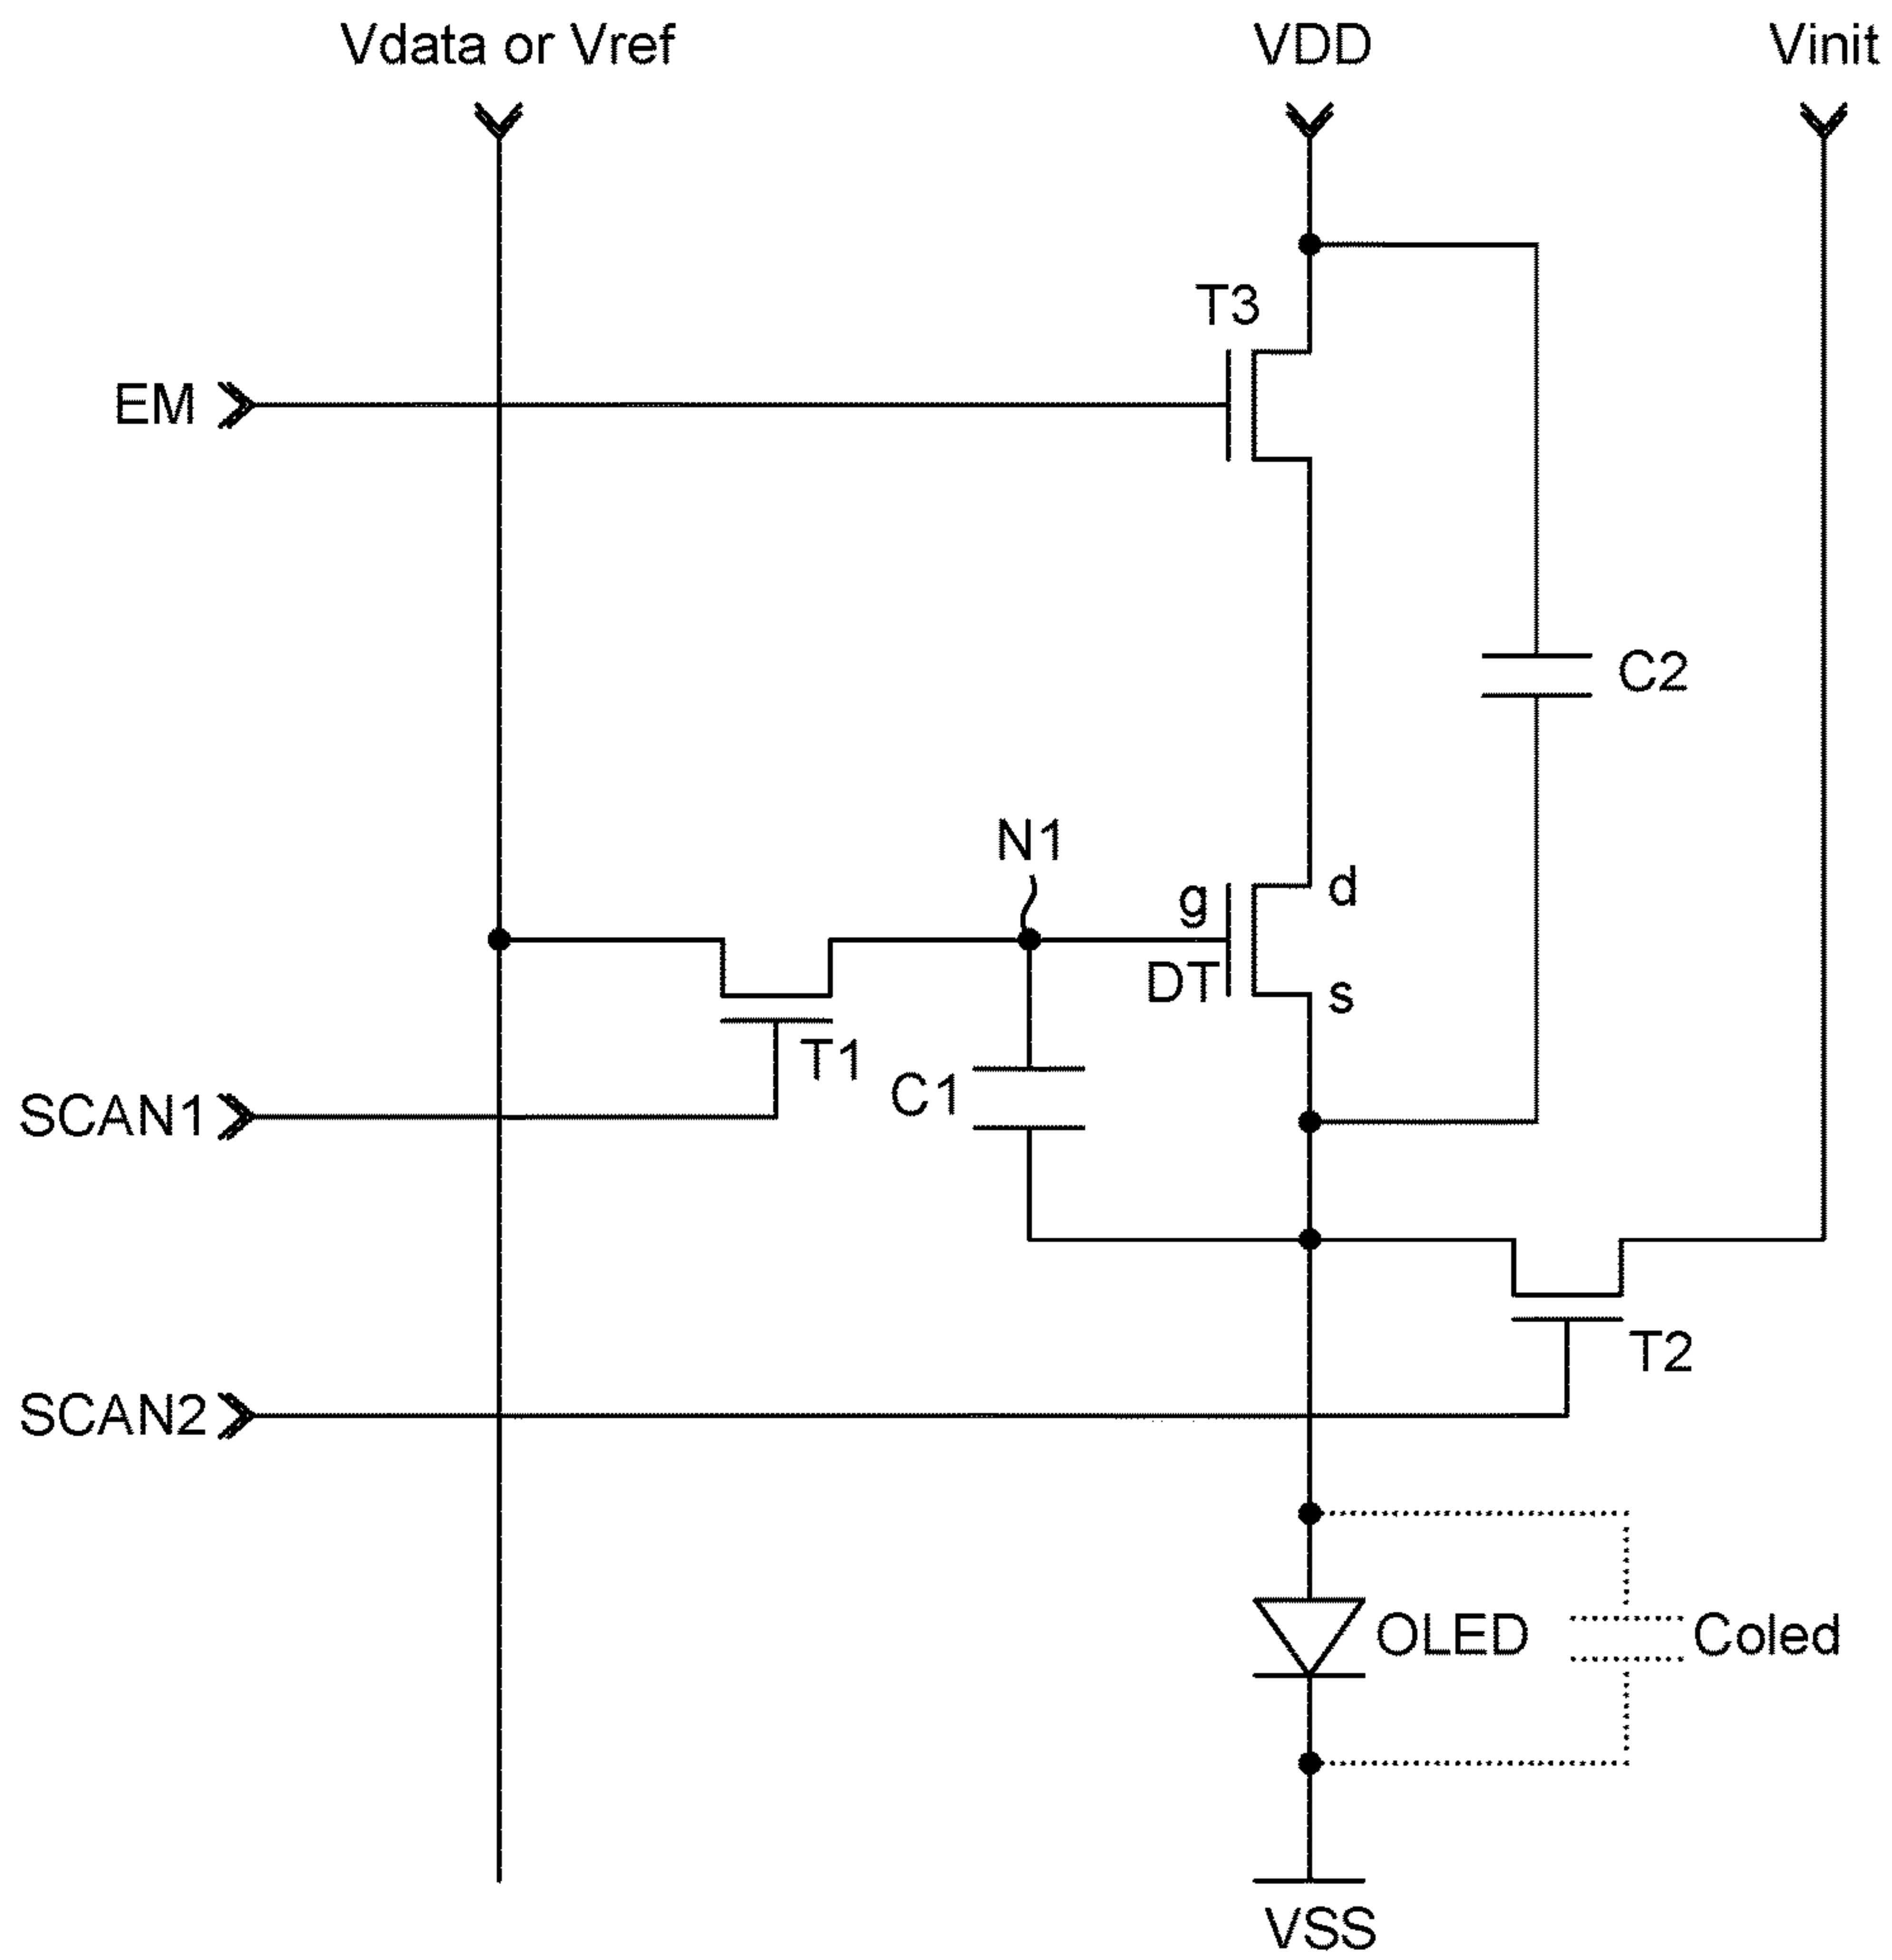 Vdata or Vref
VDD
Vinit
T3
EM
C2
N1
g
d
DT
s
T1
C1
SCAN1
T2
SCAN2
OLED
Coled
VSS